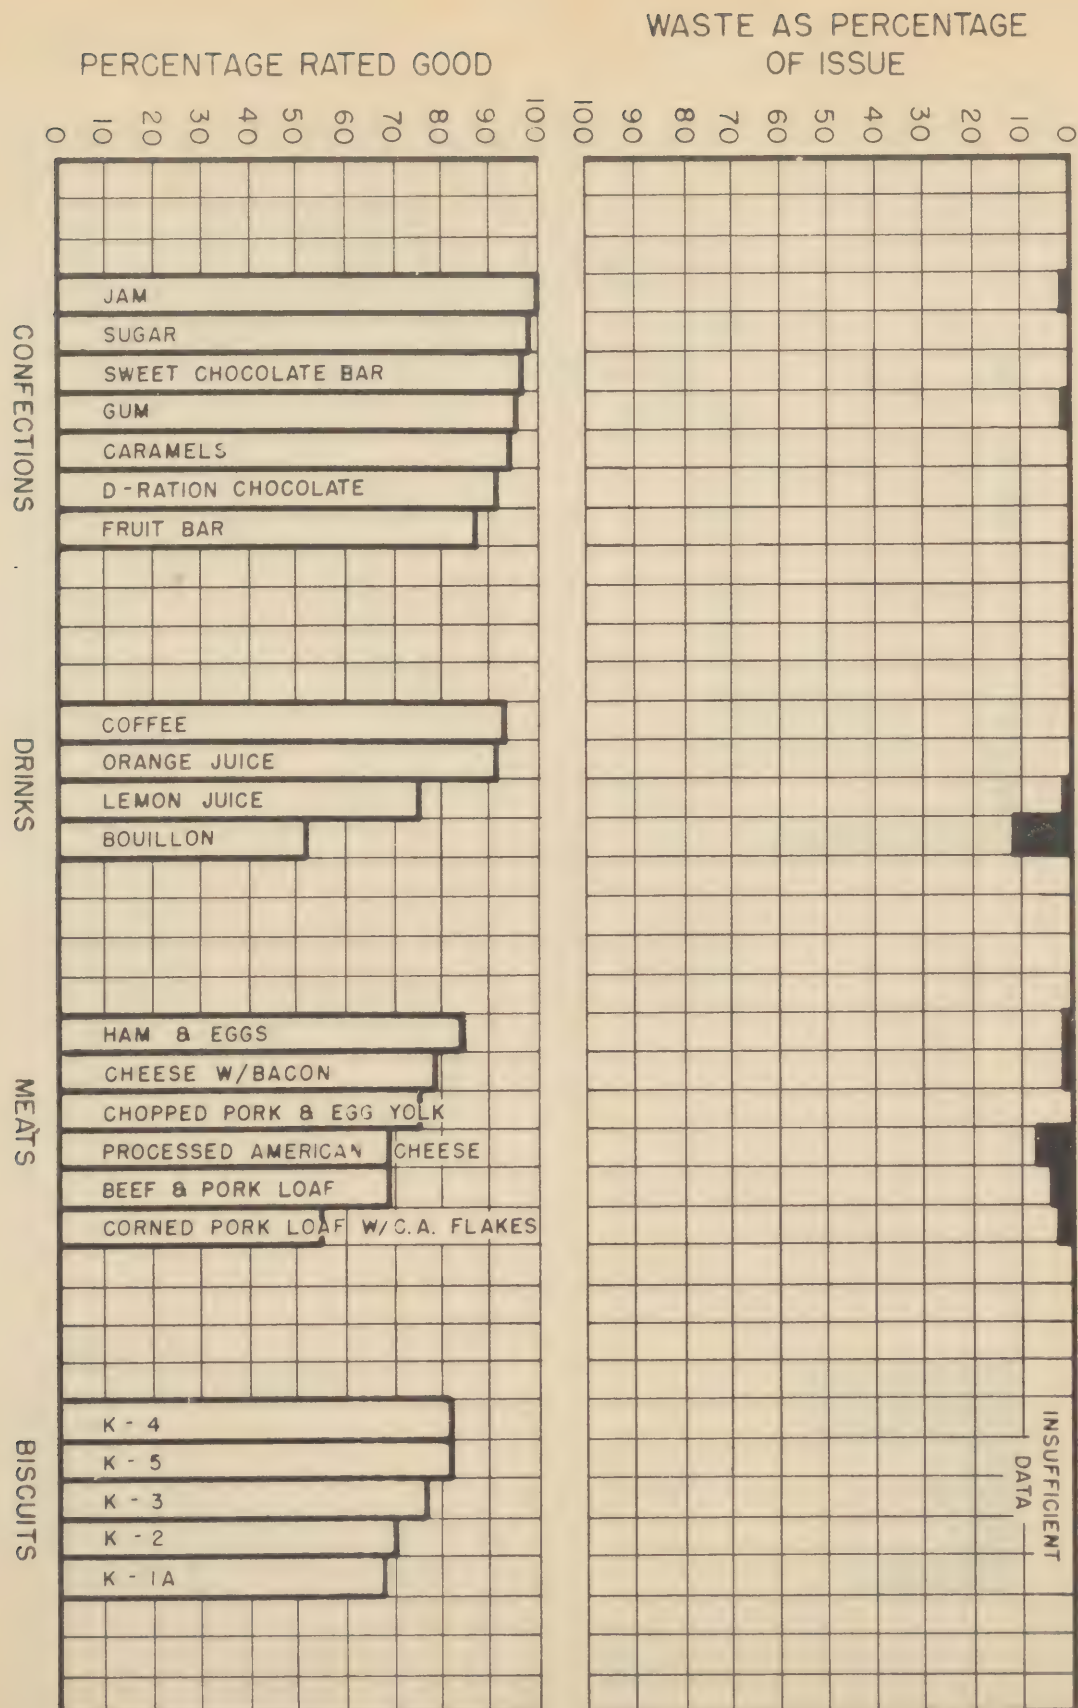 WASTE AS PERCENTAGE
OF ISSUE
PERCENTAGE RATED GOOD
0 10 20 30 40 50 60 70 80 90 100
100 90 80 70 60 50 40 30 20 10 0
CONFECTIONS
JAM
SUGAR
SWEET CHOCOLATE BAR
GUM
CARAMELS
D-RATION CHOCOLATE
FRUIT BAR
DRINKS
COFFEE
ORANGE JUICE
LEMON JUICE
BOUILLON
MEATS
HAM & EGGS
CHEESE W/BACON
CHOPPED PORK & EGG YOLK
PROCESSED AMERICAN CHEESE
BEEF & PORK LOAF
CORNED PORK LOAF W/C.A. FLAKES
BISCUITS
K - 4
K - 5
K - 3
K - 2
K - 1A
INSUFFICIENT
DATA